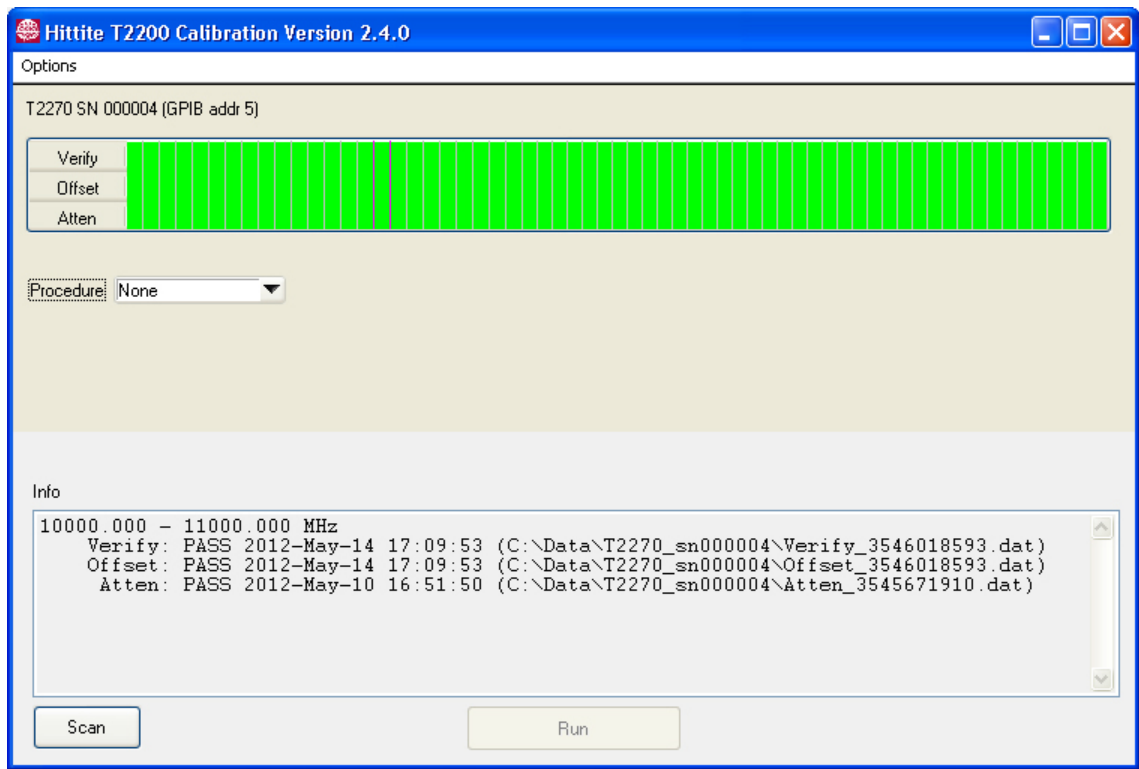 Hittite T2200 Calibration Version 2.4.0
Options
T2270 SN 000004 (GPIB addr 5)
Verify
Offset
Atten
Procedure None
Info
10000.000 – 11000.000 MHz
Verify: PASS 2012–May–14 17:09:53 (C:\Data\T2270_sn000004\Verify_3546018593.dat)
Offset: PASS 2012–May–14 17:09:53 (C:\Data\T2270_sn000004\Offset_3546018593.dat)
Atten: PASS 2012–May–10 16:51:50 (C:\Data\T2270_sn000004\Atten_3545671910.dat)
Scan Run